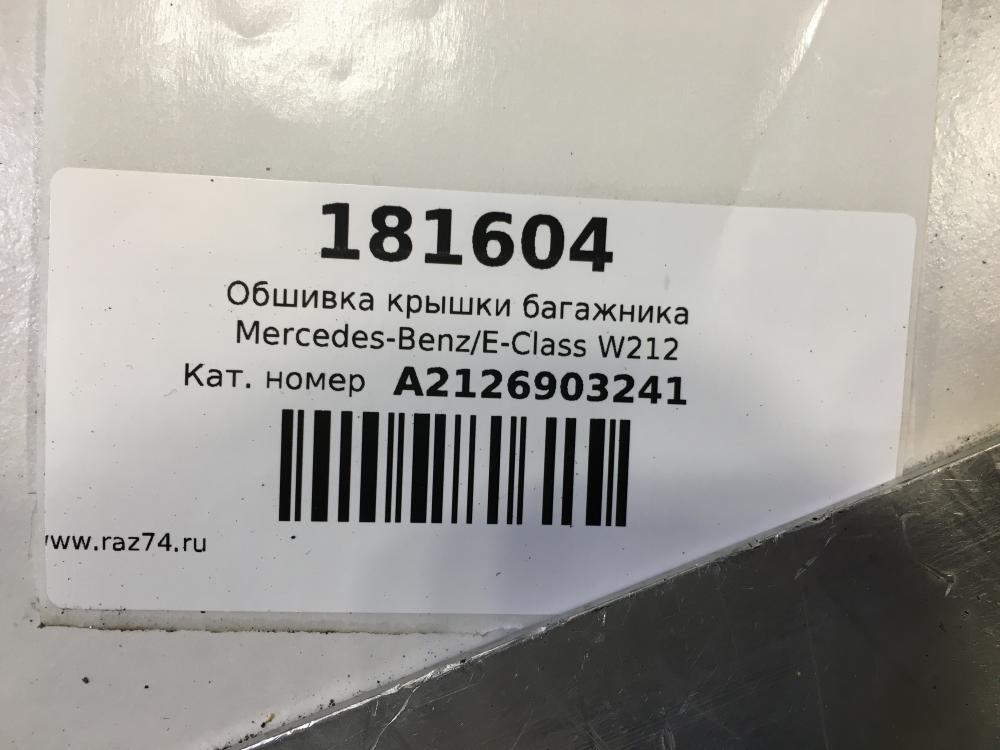 181604
Обшивка крышки багажника
Mercedes-Benz/E-Class W212
Кат. номер A2126903241
www.raz74.ru